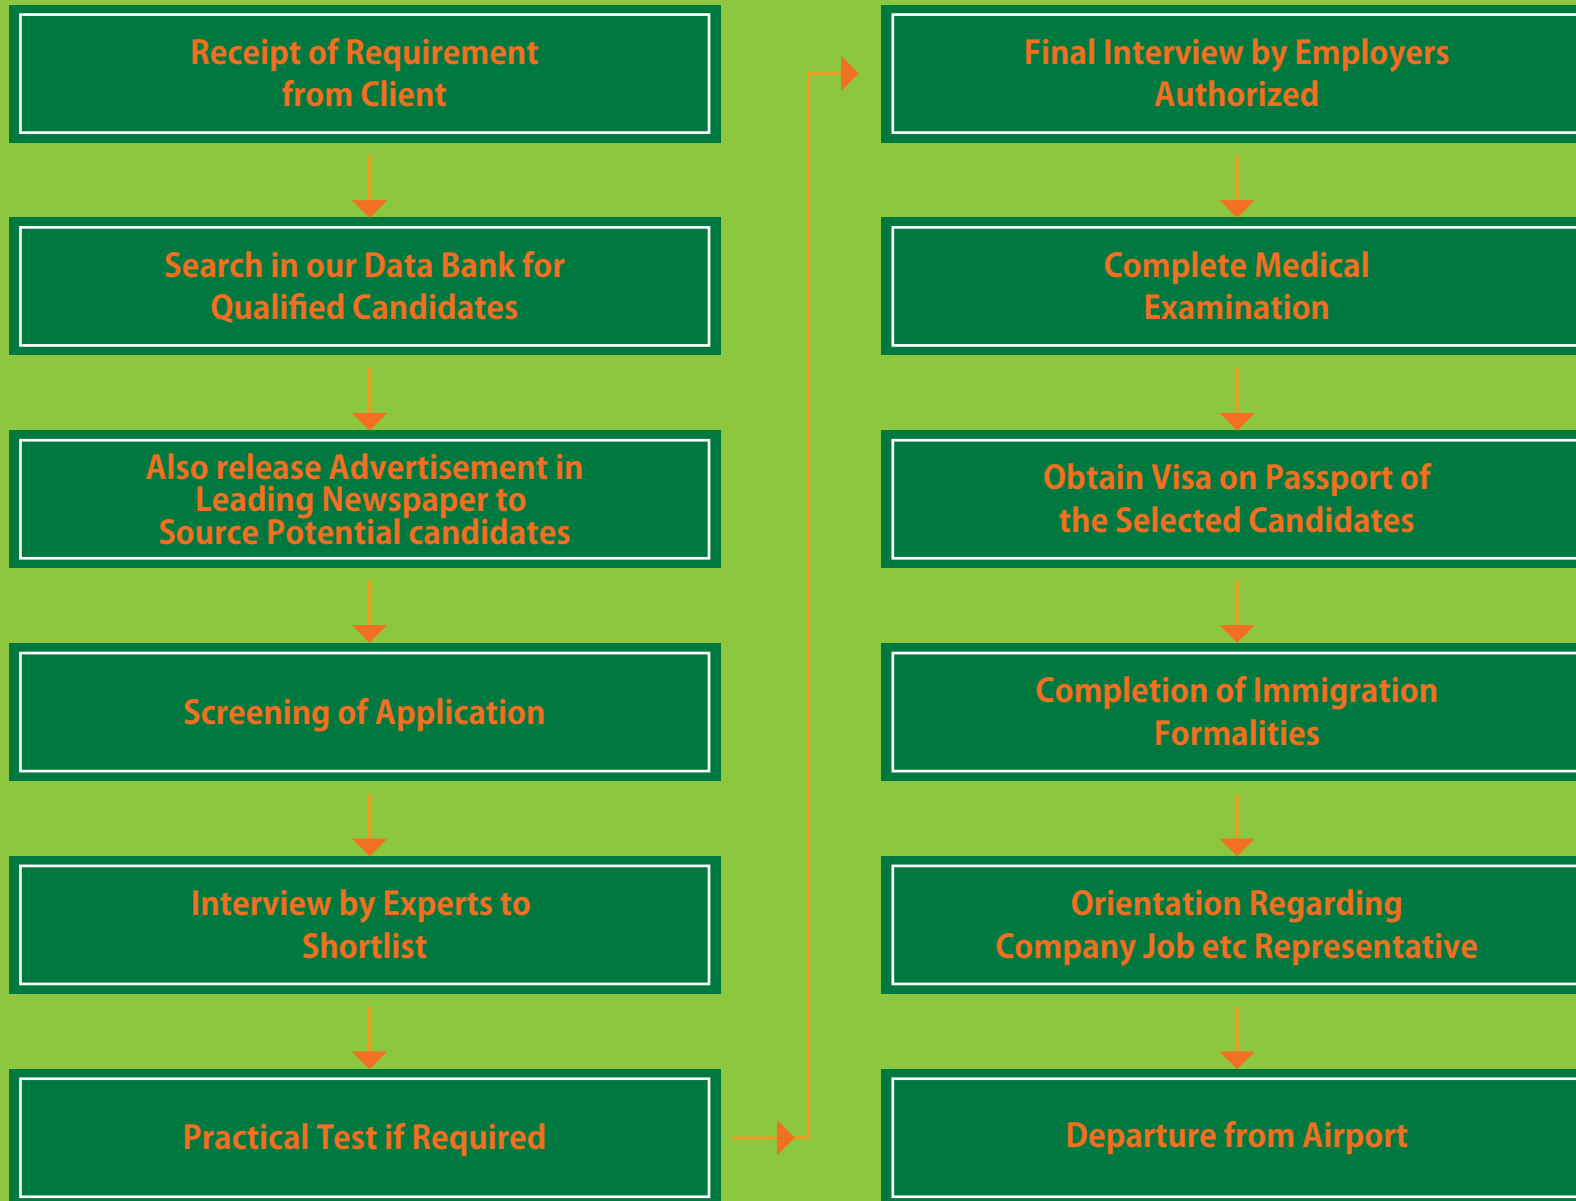 Receipt of Requirement
from Client
Search in our Data Bank for
Qualified Candidates
Also release Advertisement in
Leading Newspaper to
Source Potential candidates
Screening of Application
Interview by Experts to
Shortlist
Practical Test if Required
Final Interview by Employers
Authorized
Complete Medical
Examination
Obtain Visa on Passport of
the Selected Candidates
Completion of Immigration
Formalities
Orientation Regarding
Company Job etc Representative
Departure from Airport